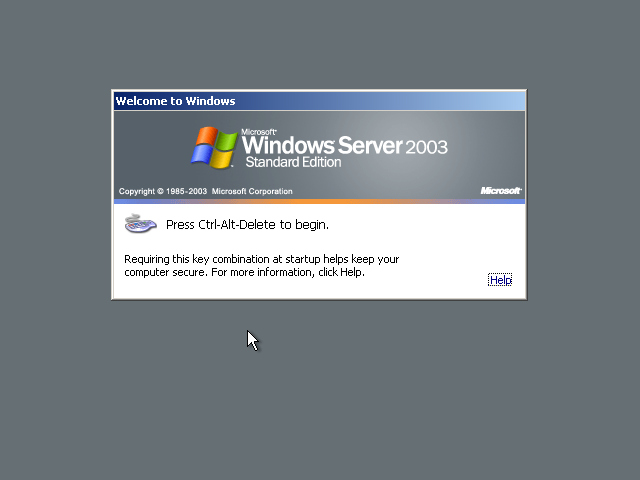 Welcome to Windows
Microsoft®
Windows Server 2003
Standard Edition
Copyright © 1985-2003 Microsoft Corporation
Microsoft®
Press Ctrl-Alt-Delete to begin.
Requiring this key combination at startup helps keep your
computer secure. For more information, click Help.
Help